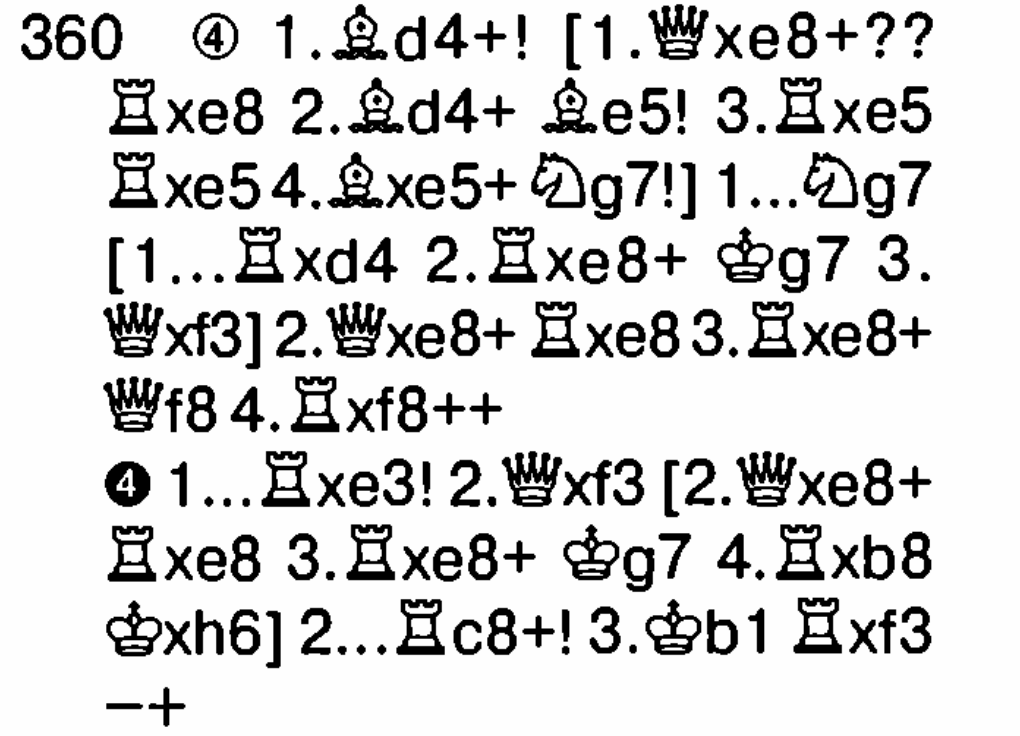 360 ④ 1.♗d4+! [1.♕xe8+??
♖xe8 2.♗d4+ ♗e5! 3.♖xe5
♖xe5 4.♗xe5+ ♘g7!] 1...♘g7
[1...♖xd4 2.♖xe8+ ♔g7 3.
♕xf3] 2.♕xe8+ ♖xe8 3.♖xe8+
♕f8 4.♖xf8++
❹ 1...♖xe3! 2.♕xf3 [2.♕xe8+
♖xe8 3.♖xe8+ ♔g7 4.♖xb8
♔xh6] 2...♖c8+! 3.♔b1 ♖xf3
−+